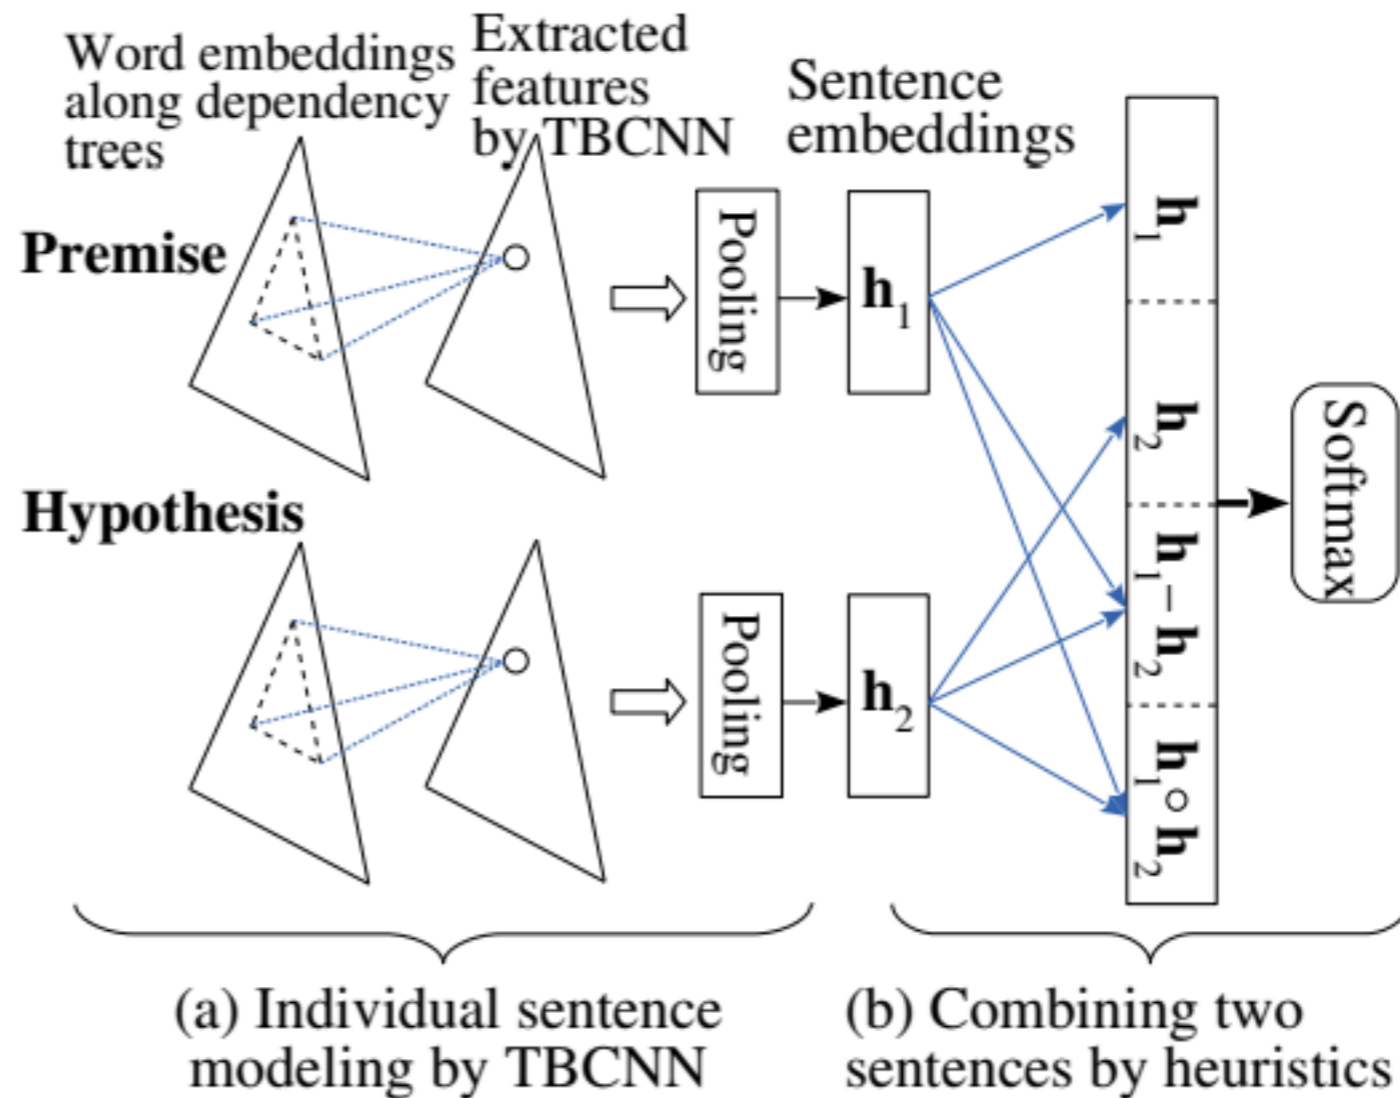 Word embeddings
along dependency
trees
Extracted
features
by TBCNN
Sentence
embeddings
Premise
Pooling
h₁
Hypothesis
Pooling
h₂
h₁
h₂
h₁ − h₂
h₁ ∘ h₂
Softmax
(a) Individual sentence
modeling by TBCNN
(b) Combining two
sentences by heuristics